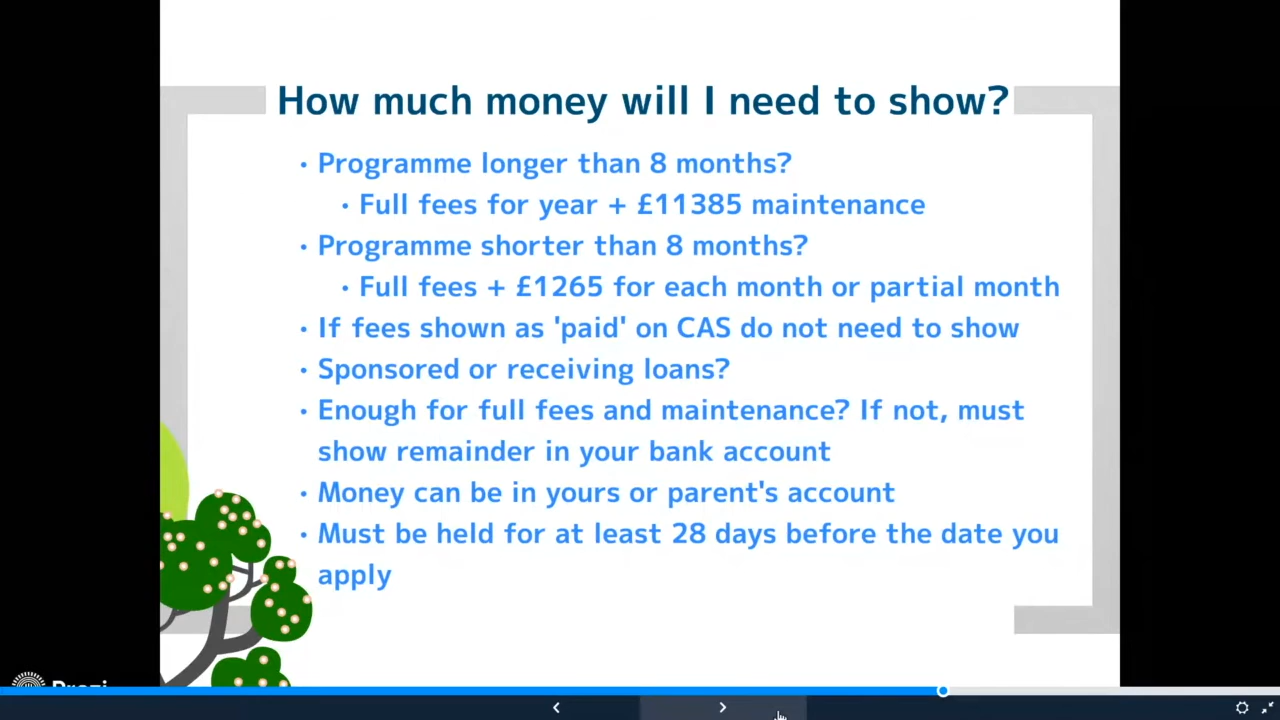 How much money will I need to show?
• Programme longer than 8 months?
• Full fees for year + £11385 maintenance
• Programme shorter than 8 months?
• Full fees + £1265 for each month or partial month
• If fees shown as 'paid' on CAS do not need to show
• Sponsored or receiving loans?
• Enough for full fees and maintenance? If not, must
show remainder in your bank account
• Money can be in yours or parent's account
• Must be held for at least 28 days before the date you
apply
Prezi